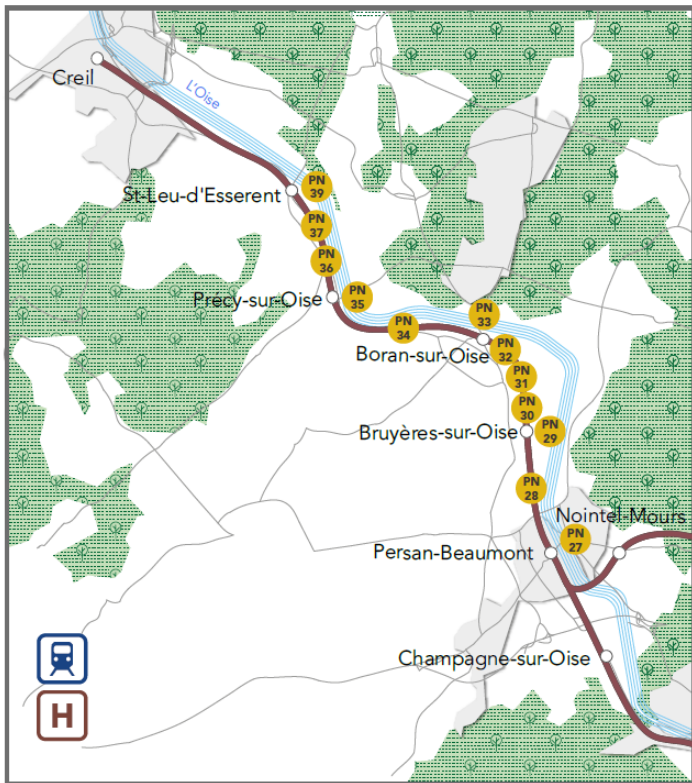 Creil
L'Oise
St-Leu-d'Esserent
PN
39
PN
37
PN
36
Précy-sur-Oise
PN
35
PN
34
PN
33
Boran-sur-Oise
PN
32
PN
31
PN
30
Bruyères-sur-Oise
PN
29
PN
28
Nointel-Mours
PN
27
Persan-Beaumont
Champagne-sur-Oise
H